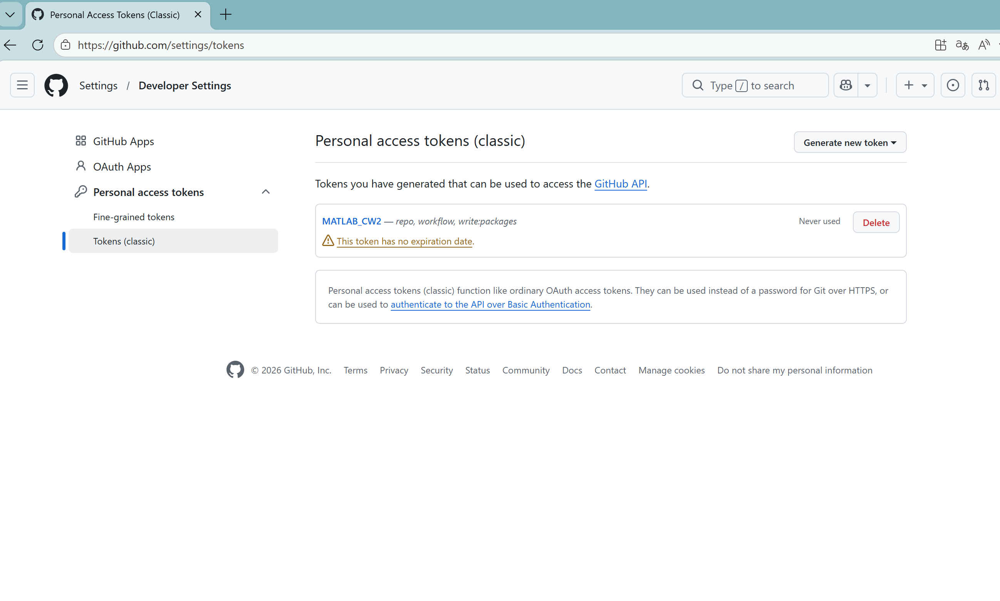 Personal Access Tokens (Classic)
https://github.com/settings/tokens
Settings / Developer Settings
Type / to search
GitHub Apps
OAuth Apps
Personal access tokens
Fine-grained tokens
Tokens (classic)
Personal access tokens (classic)
Generate new token
Tokens you have generated that can be used to access the GitHub API.
MATLAB_CW2 — repo, workflow, write:packages
Never used
Delete
This token has no expiration date.
Personal access tokens (classic) function like ordinary OAuth access tokens. They can be used instead of a password for Git over HTTPS, or
can be used to authenticate to the API over Basic Authentication.
© 2026 GitHub, Inc. Terms Privacy Security Status Community Docs Contact Manage cookies Do not share my personal information